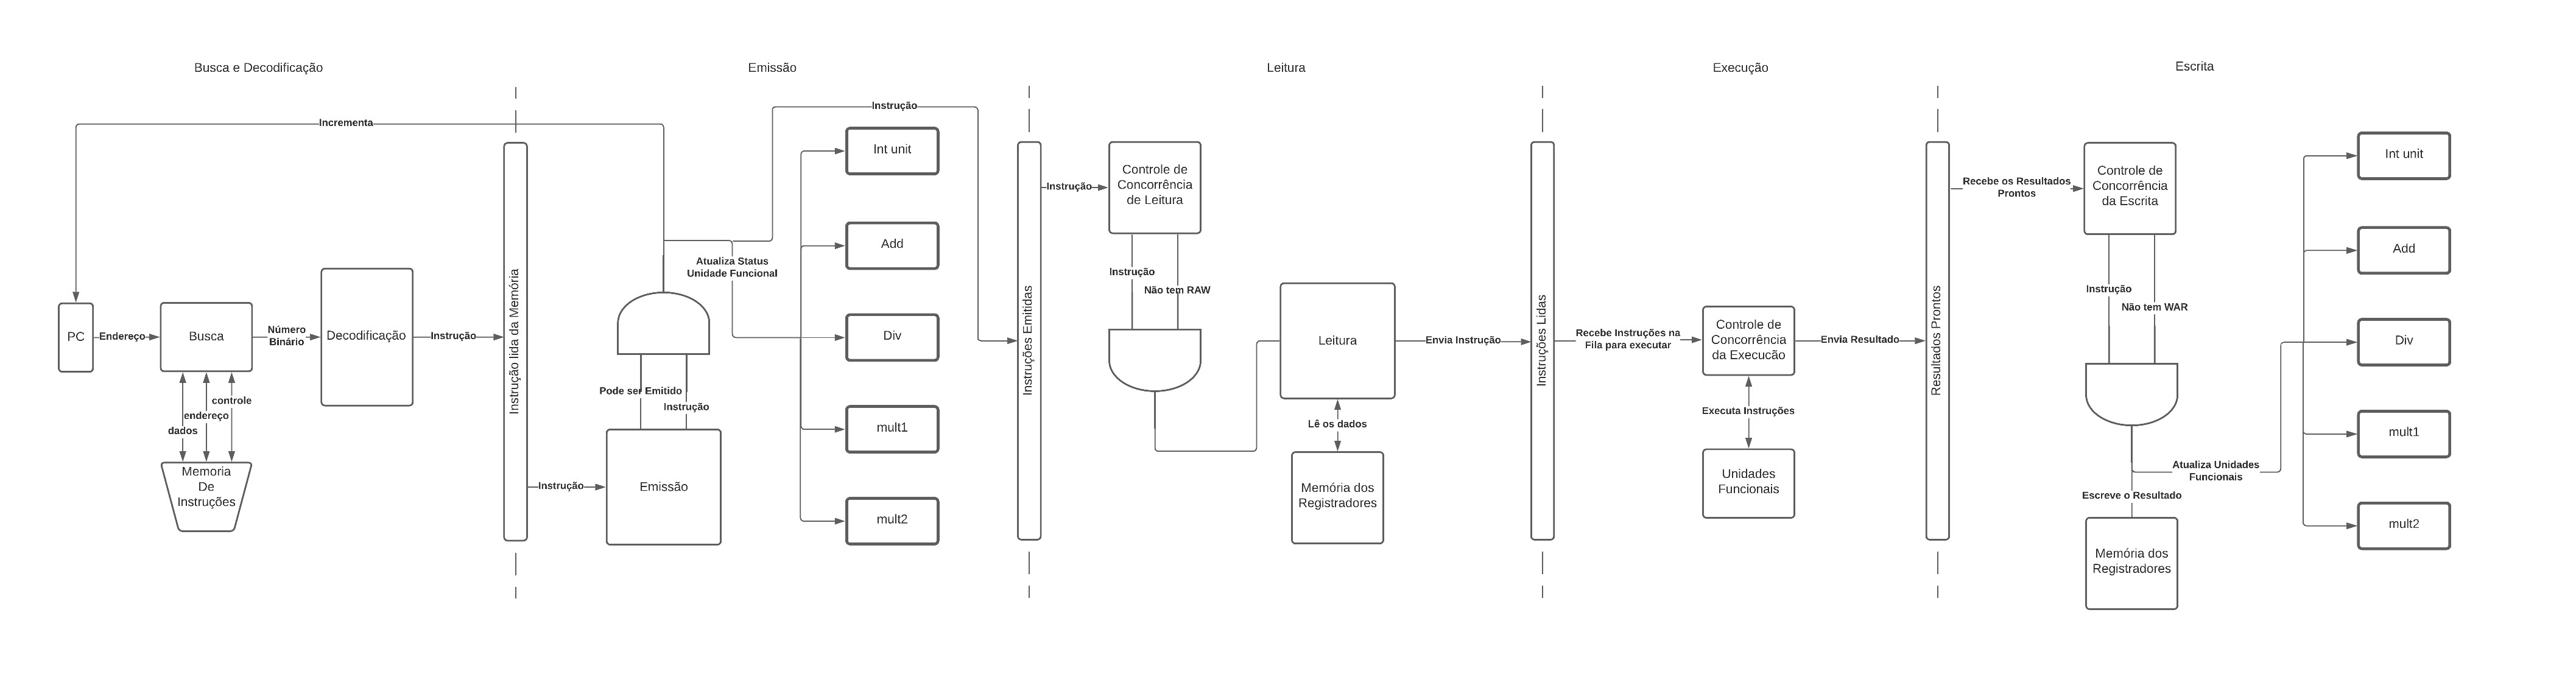 Busca e Decodificação
Emissão
Leitura
Execução
Escrita
Incrementa
PC
Endereço
Busca
Número
Binário
Decodificação
Instrução
dados
endereço
controle
Memoria
De
Instruções
Instrução lida da Memória
Instrução
Emissão
Pode ser Emitido
Instrução
Atualiza Status
Unidade Funcional
Instrução
Int unit
Add
Div
mult1
mult2
Instruções Emitidas
Instrução
Controle de
Concorrência
de Leitura
Instrução
Não tem RAW
Leitura
Lê os dados
Memória dos
Registradores
Envia Instrução
Instruções Lidas
Recebe Instruções na
Fila para executar
Controle de
Concorrência
da Execucão
Executa Instruções
Unidades
Funcionais
Envia Resultado
Resultados Prontos
Recebe os Resultados
Prontos
Controle de
Concorrência
da Escrita
Instrução
Não tem WAR
Atualiza Unidades
Funcionais
Escreve o Resultado
Memória dos
Registradores
Int unit
Add
Div
mult1
mult2